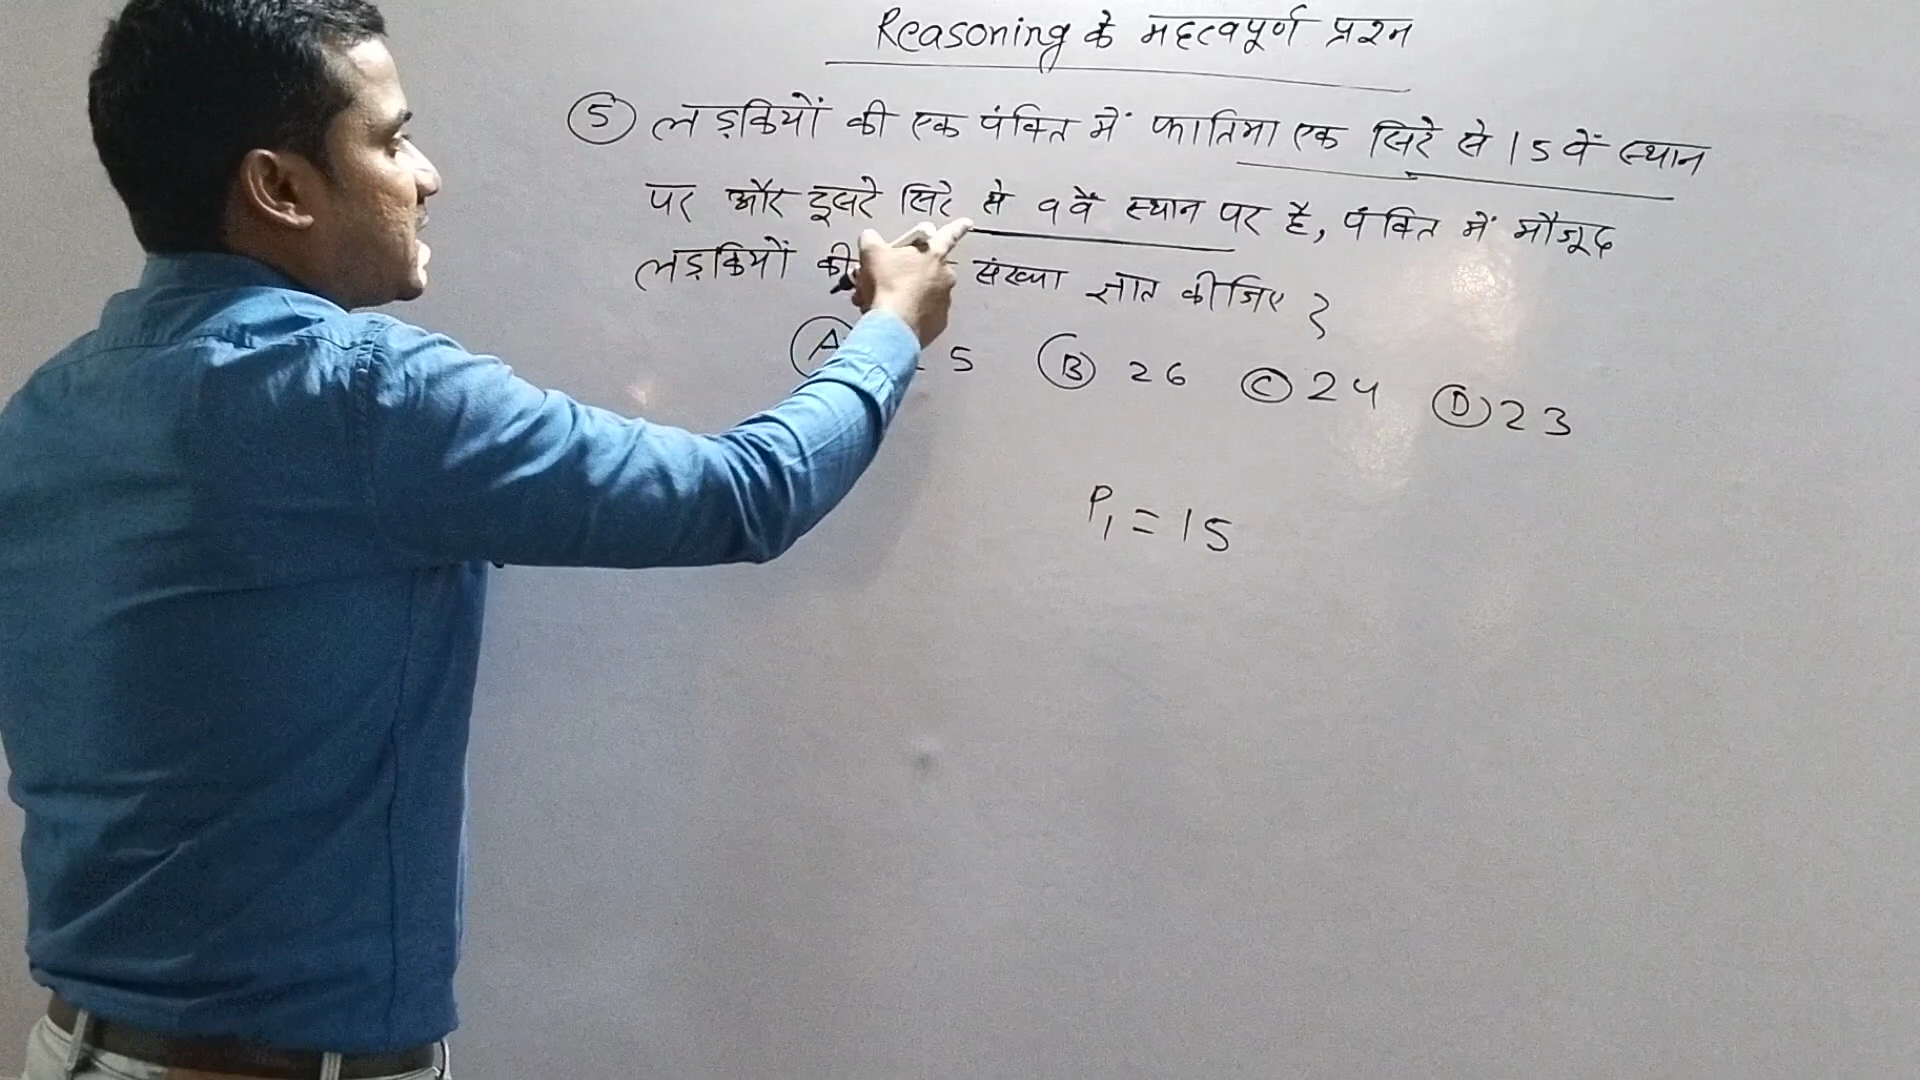 Reasoning के महत्वपूर्ण प्रश्न
5 लड़कियों की एक पंक्ति में फातिमा एक सिरे से 15 वें स्थान
पर और दूसरे सिरे से 9 वें स्थान पर है, पंक्ति में मौजूद
लड़कियों की संख्या ज्ञात कीजिए ?
A 5 B 26 C 24 D 23
P₁ = 15